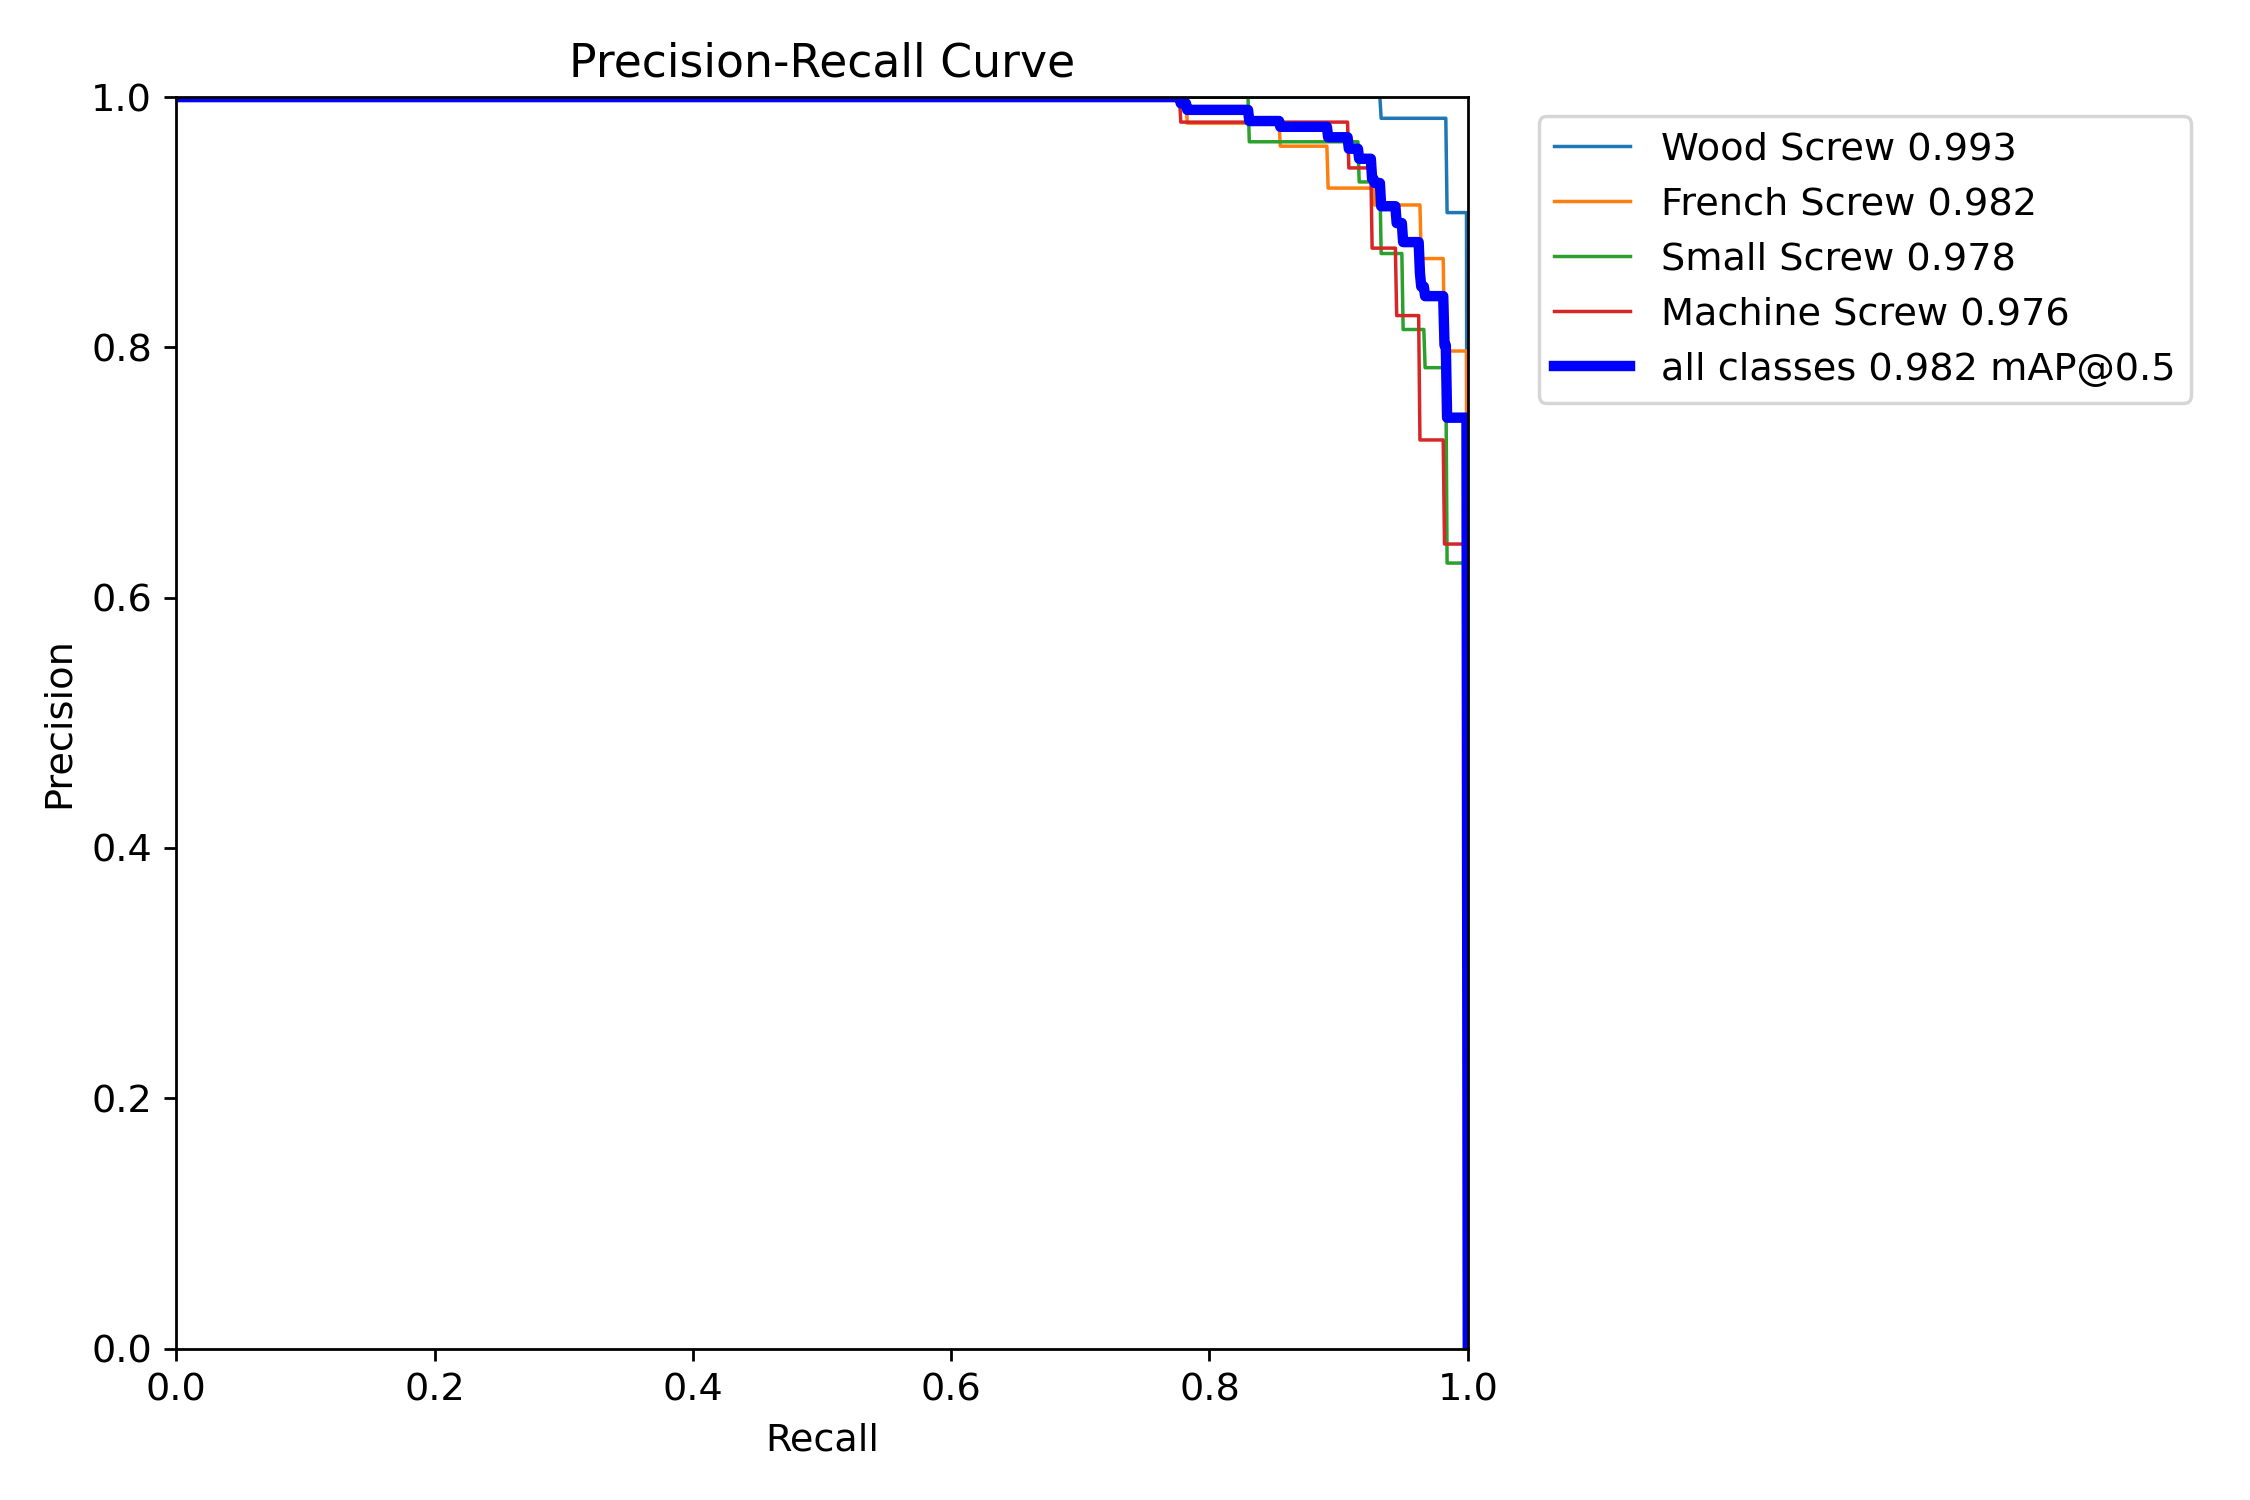 Precision-Recall Curve
1.0
0.8
0.6
0.4
0.2
0.0
Precision
0.0 0.2 0.4 0.6 0.8 1.0
Recall
Wood Screw 0.993
French Screw 0.982
Small Screw 0.978
Machine Screw 0.976
all classes 0.982 mAP@0.5